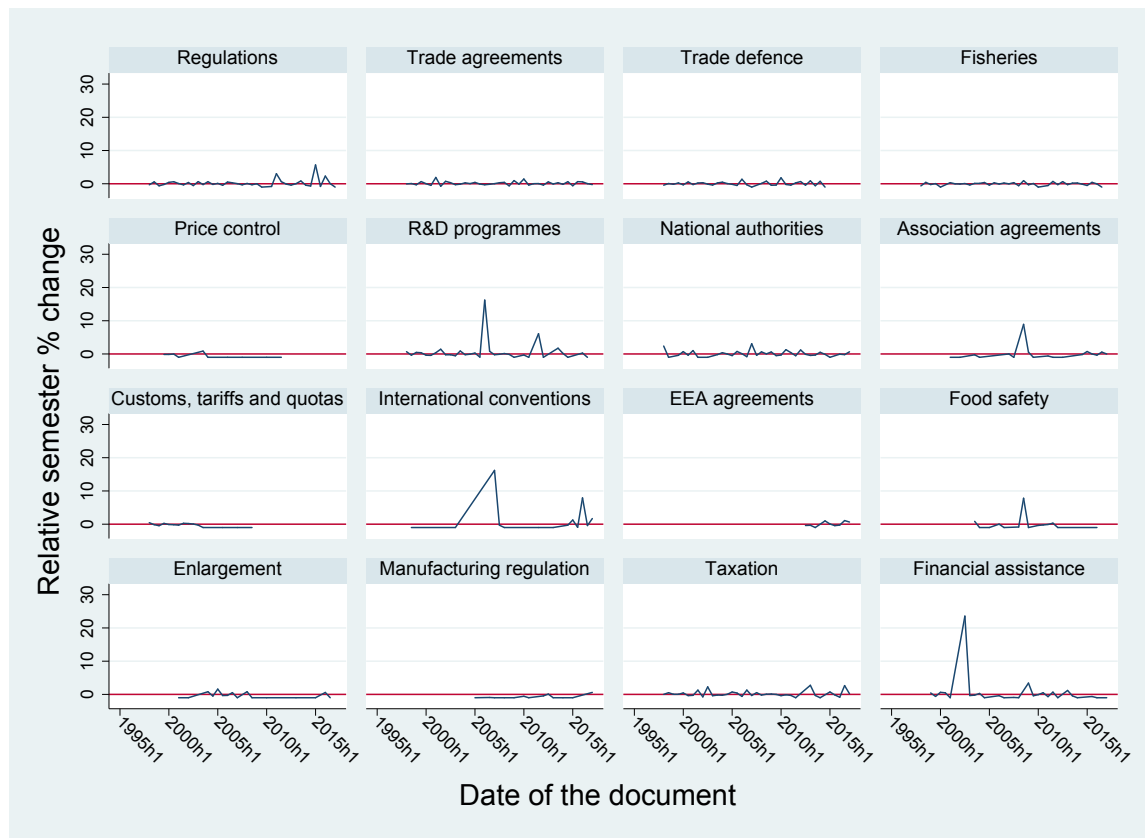 Relative semester % change
Regulations
Trade agreements
Trade defence
Fisheries
30
20
10
0
Price control
R&D programmes
National authorities
Association agreements
30
20
10
0
Customs, tariffs and quotas
International conventions
EEA agreements
Food safety
30
20
10
0
Enlargement
Manufacturing regulation
Taxation
Financial assistance
30
20
10
0
1995h1
2000h1
2005h1
2010h1
2015h1
1995h1
2000h1
2005h1
2010h1
2015h1
1995h1
2000h1
2005h1
2010h1
2015h1
1995h1
2000h1
2005h1
2010h1
2015h1
Date of the document